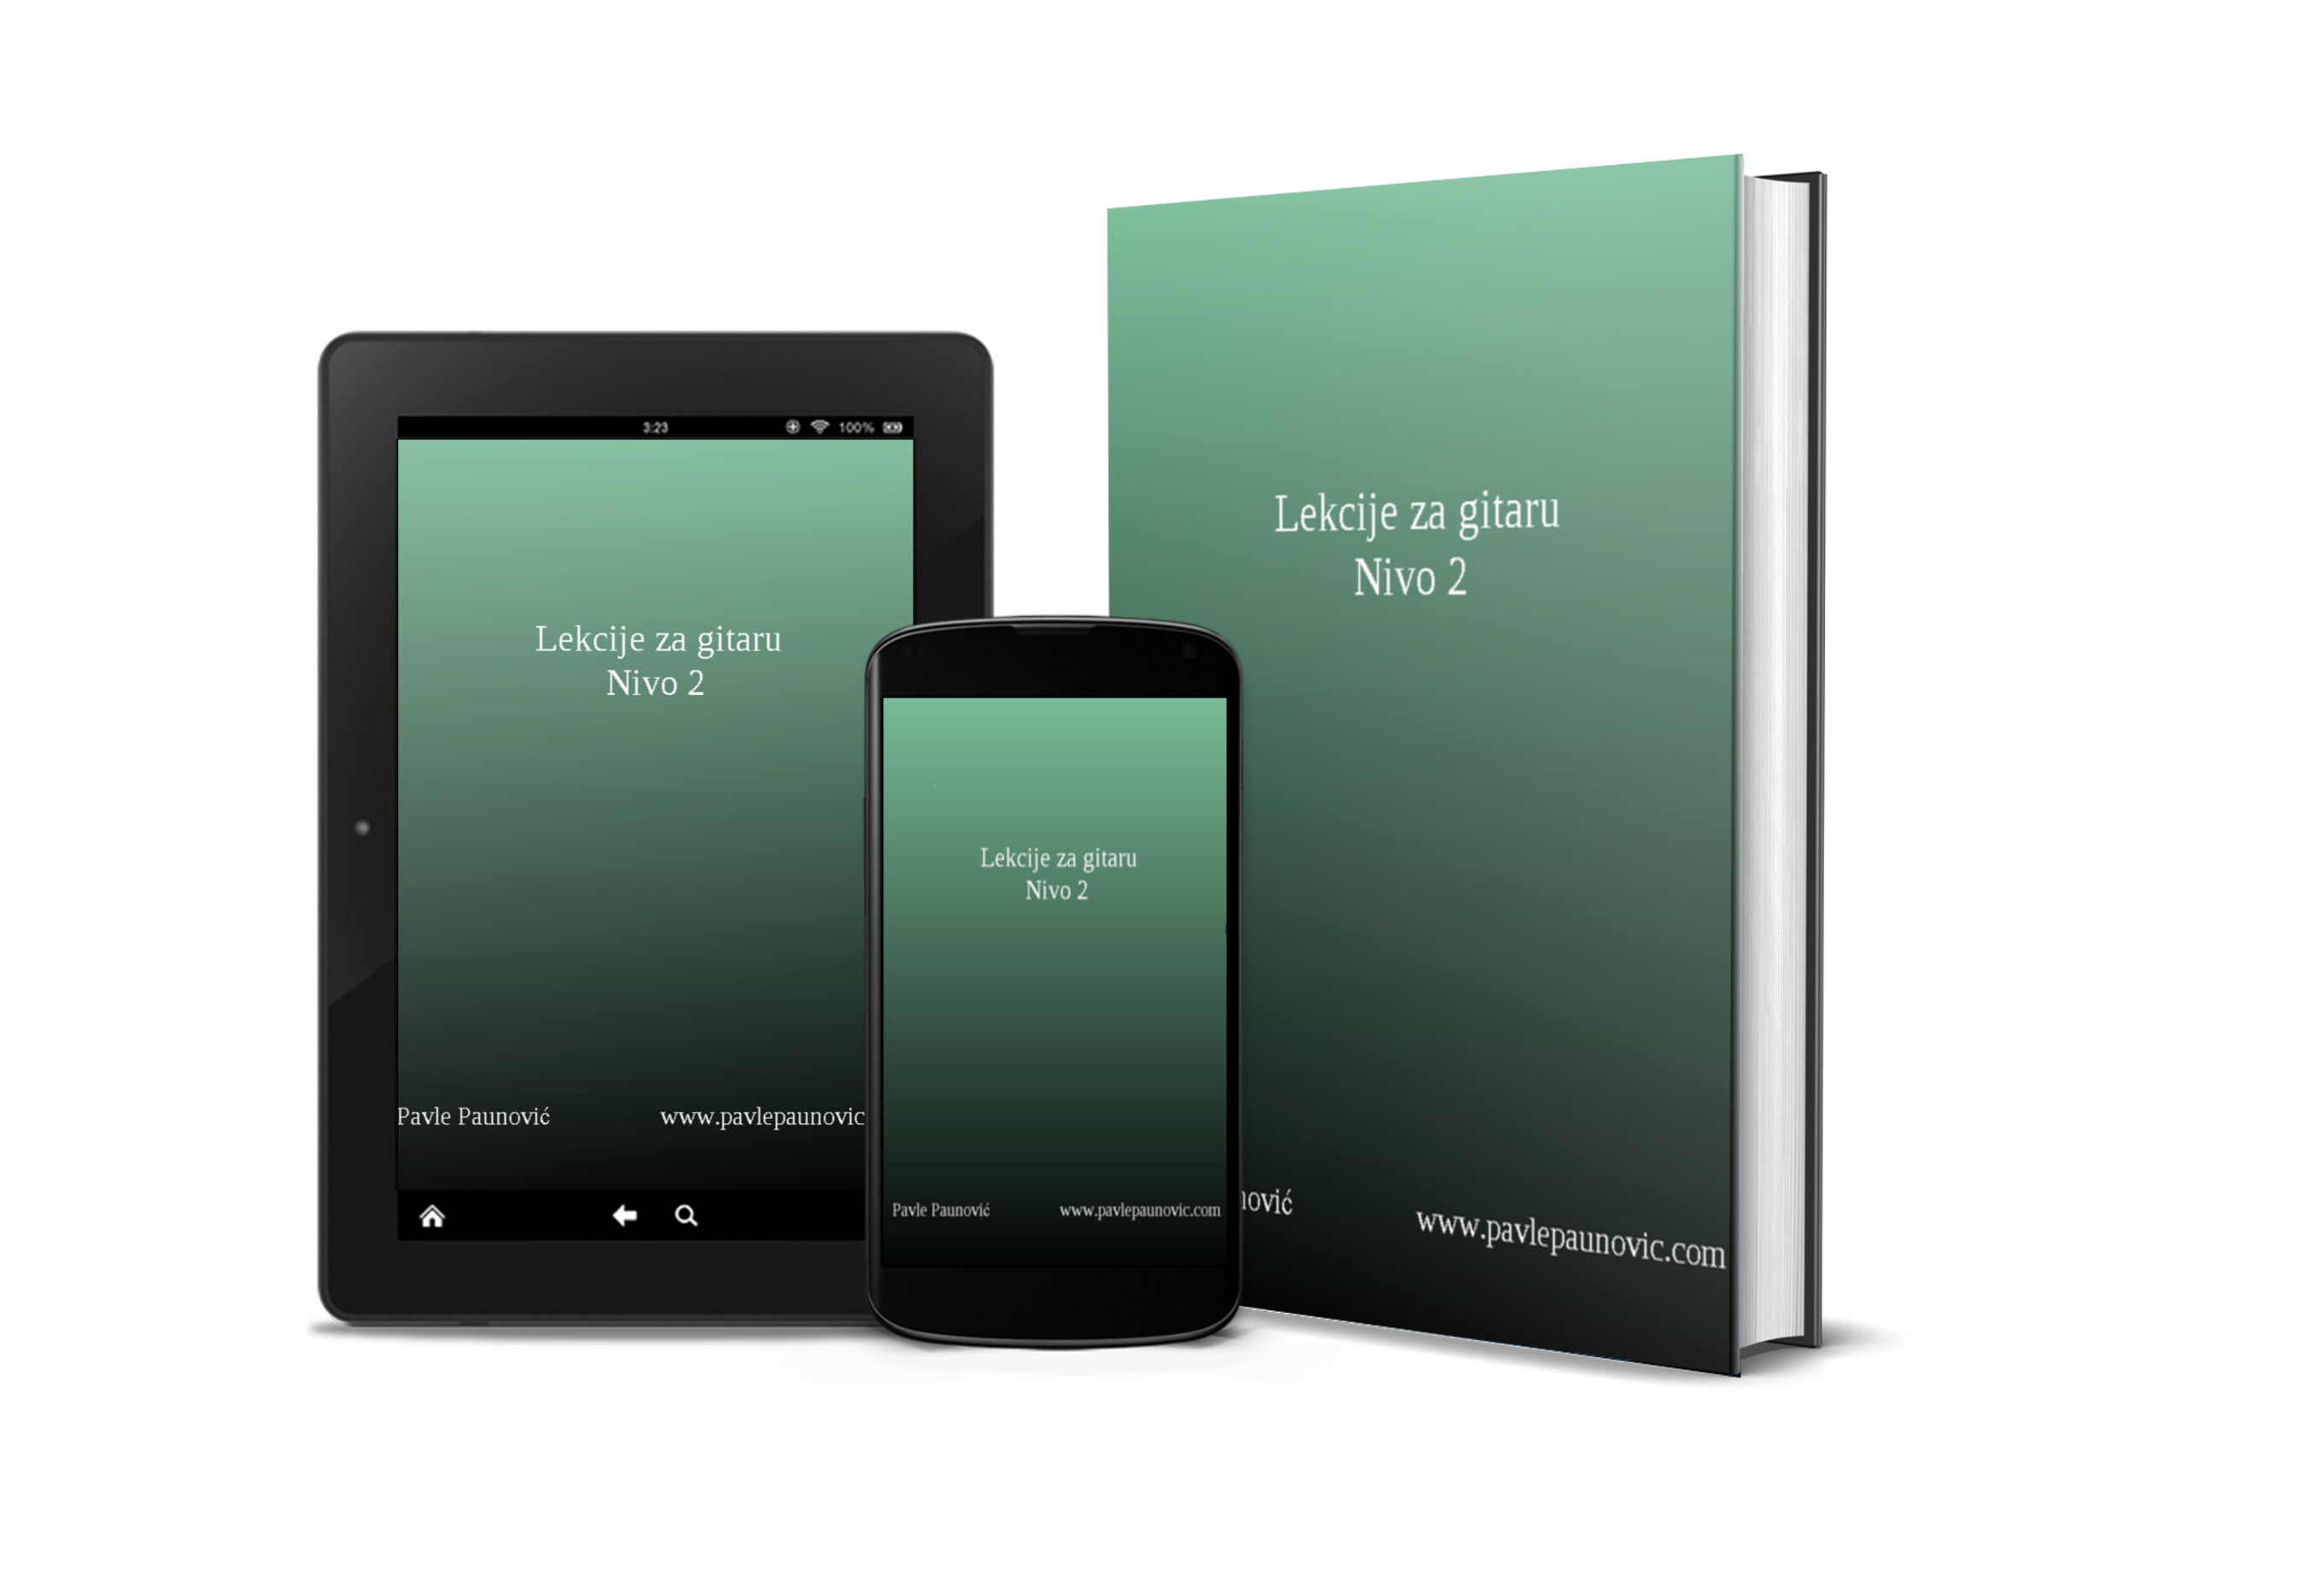 3:23
100%
Lekcije za gitaru
Nivo 2
Pavle Paunović
www.pavlepaunovic
Lekcije za gitaru
Nivo 2
Pavle Paunović
www.pavlepaunovic.com
Lekcije za gitaru
Nivo 2
ović
www.pavlepaunovic.com